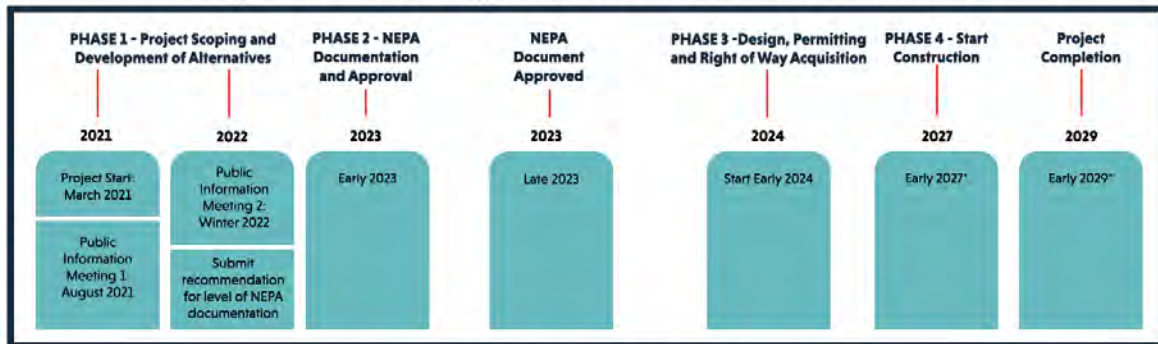 PHASE 1 - Project Scoping and
Development of Alternatives
PHASE 2 - NEPA
Documentation
and Approval
NEPA
Document
Approved
PHASE 3 -Design, Permitting
and Right of Way Acquisition
PHASE 4 - Start
Construction
Project
Completion
2021
2022
2023
2023
2024
2027
2029
Project Start:
March 2021
Public
Information
Meeting 1
August 2021
Public
Information
Meeting 2:
Winter 2022
Submit
recommendation
for level of NEPA
documentation
Early 2023
Late 2023
Start Early 2024
Early 2027*
Early 2029*